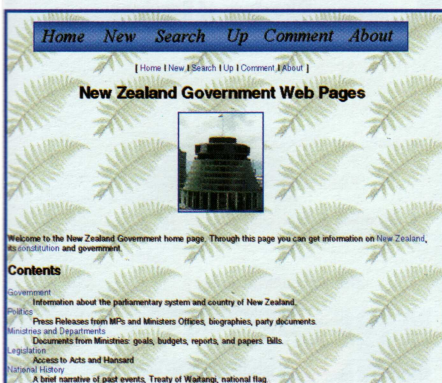 Home New Search Up Comment About
[ Home | New | Search | Up | Comment | About ]
New Zealand Government Web Pages
Welcome to the New Zealand Government home page. Through this page you can get information on New Zealand,
its constitution and government.
Contents
Government
Information about the parliamentary system and country of New Zealand.
Politics
Press Releases from MPs and Ministers Offices, biographies, party documents.
Ministries and Departments
Documents from Ministries: goals, budgets, reports, and papers. Bills.
Legislation
Access to Acts and Hansard
National History
A brief narrative of past events, Treaty of Waitangi, national flag.